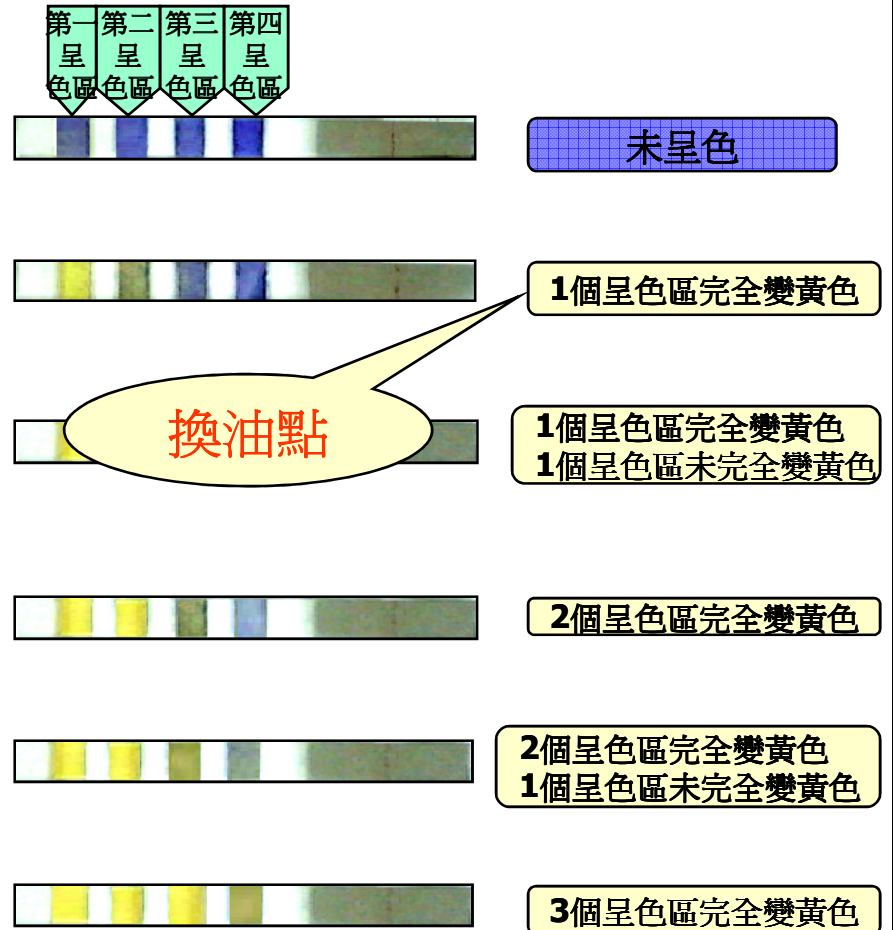 第一
呈
色區
第二
呈
色區
第三
呈
色區
第四
呈
色區
未呈色
1個呈色區完全變黃色
換油點
1個呈色區完全變黃色
1個呈色區未完全變黃色
2個呈色區完全變黃色
2個呈色區完全變黃色
1個呈色區未完全變黃色
3個呈色區完全變黃色